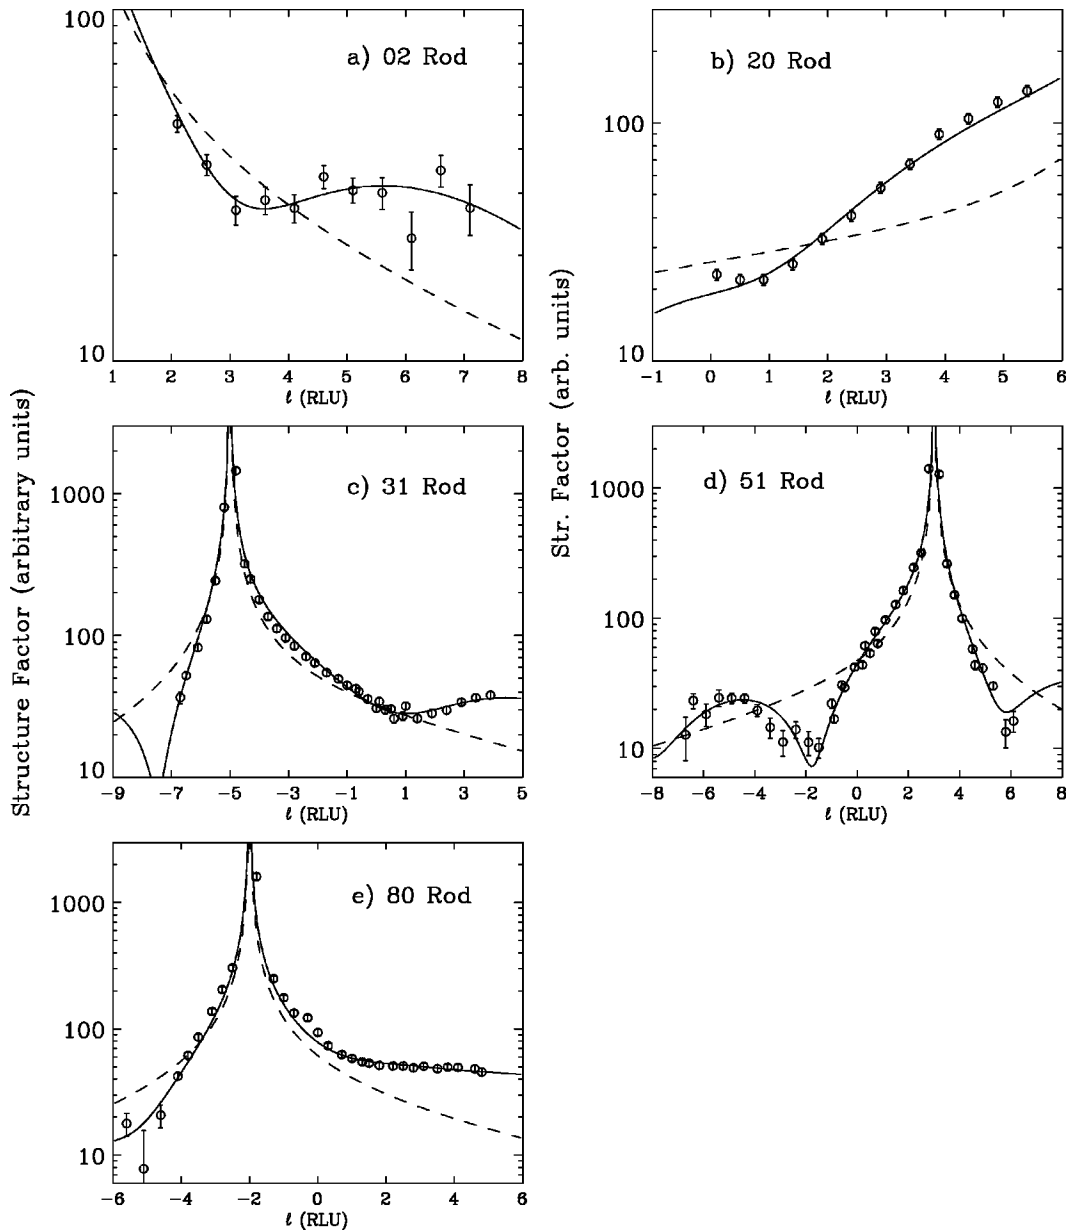 Structure Factor (arbitrary units)
Str. Factor (arb. units)
a) 02 Rod
100
10
1 2 3 4 5 6 7 8
ℓ (RLU)
b) 20 Rod
100
10
−1 0 1 2 3 4 5 6
ℓ (RLU)
c) 31 Rod
1000
100
10
−9 −7 −5 −3 −1 1 3 5
ℓ (RLU)
d) 51 Rod
1000
100
10
−8 −6 −4 −2 0 2 4 6 8
ℓ (RLU)
e) 80 Rod
1000
100
10
−6 −4 −2 0 2 4 6
ℓ (RLU)